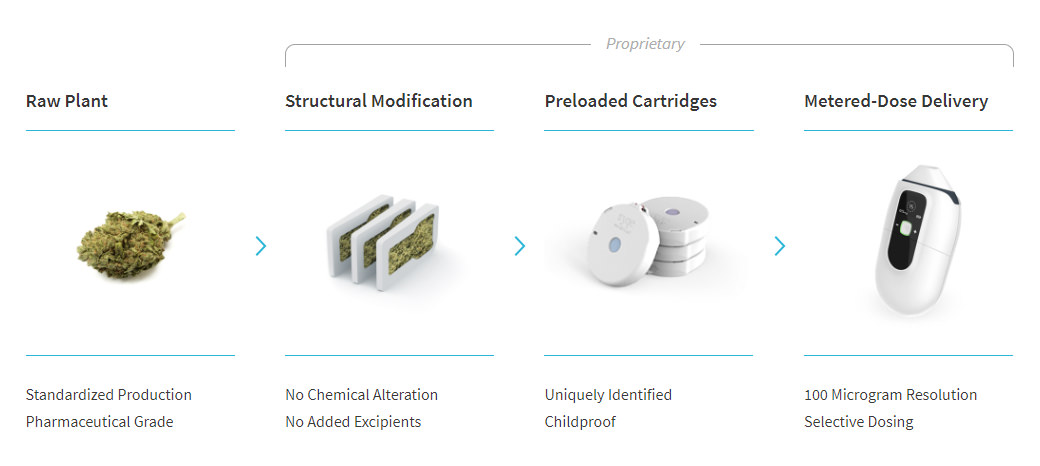 Proprietary
Raw Plant
Structural Modification
Preloaded Cartridges
Metered-Dose Delivery
Standardized Production
Pharmaceutical Grade
No Chemical Alteration
No Added Excipients
Uniquely Identified
Childproof
100 Microgram Resolution
Selective Dosing